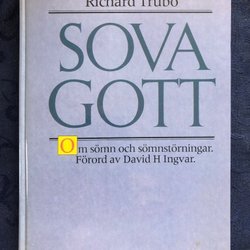 Richard Trubo
SOVA
GOTT
Om sömn och sömnstörningar.
Förord av David H Ingvar.